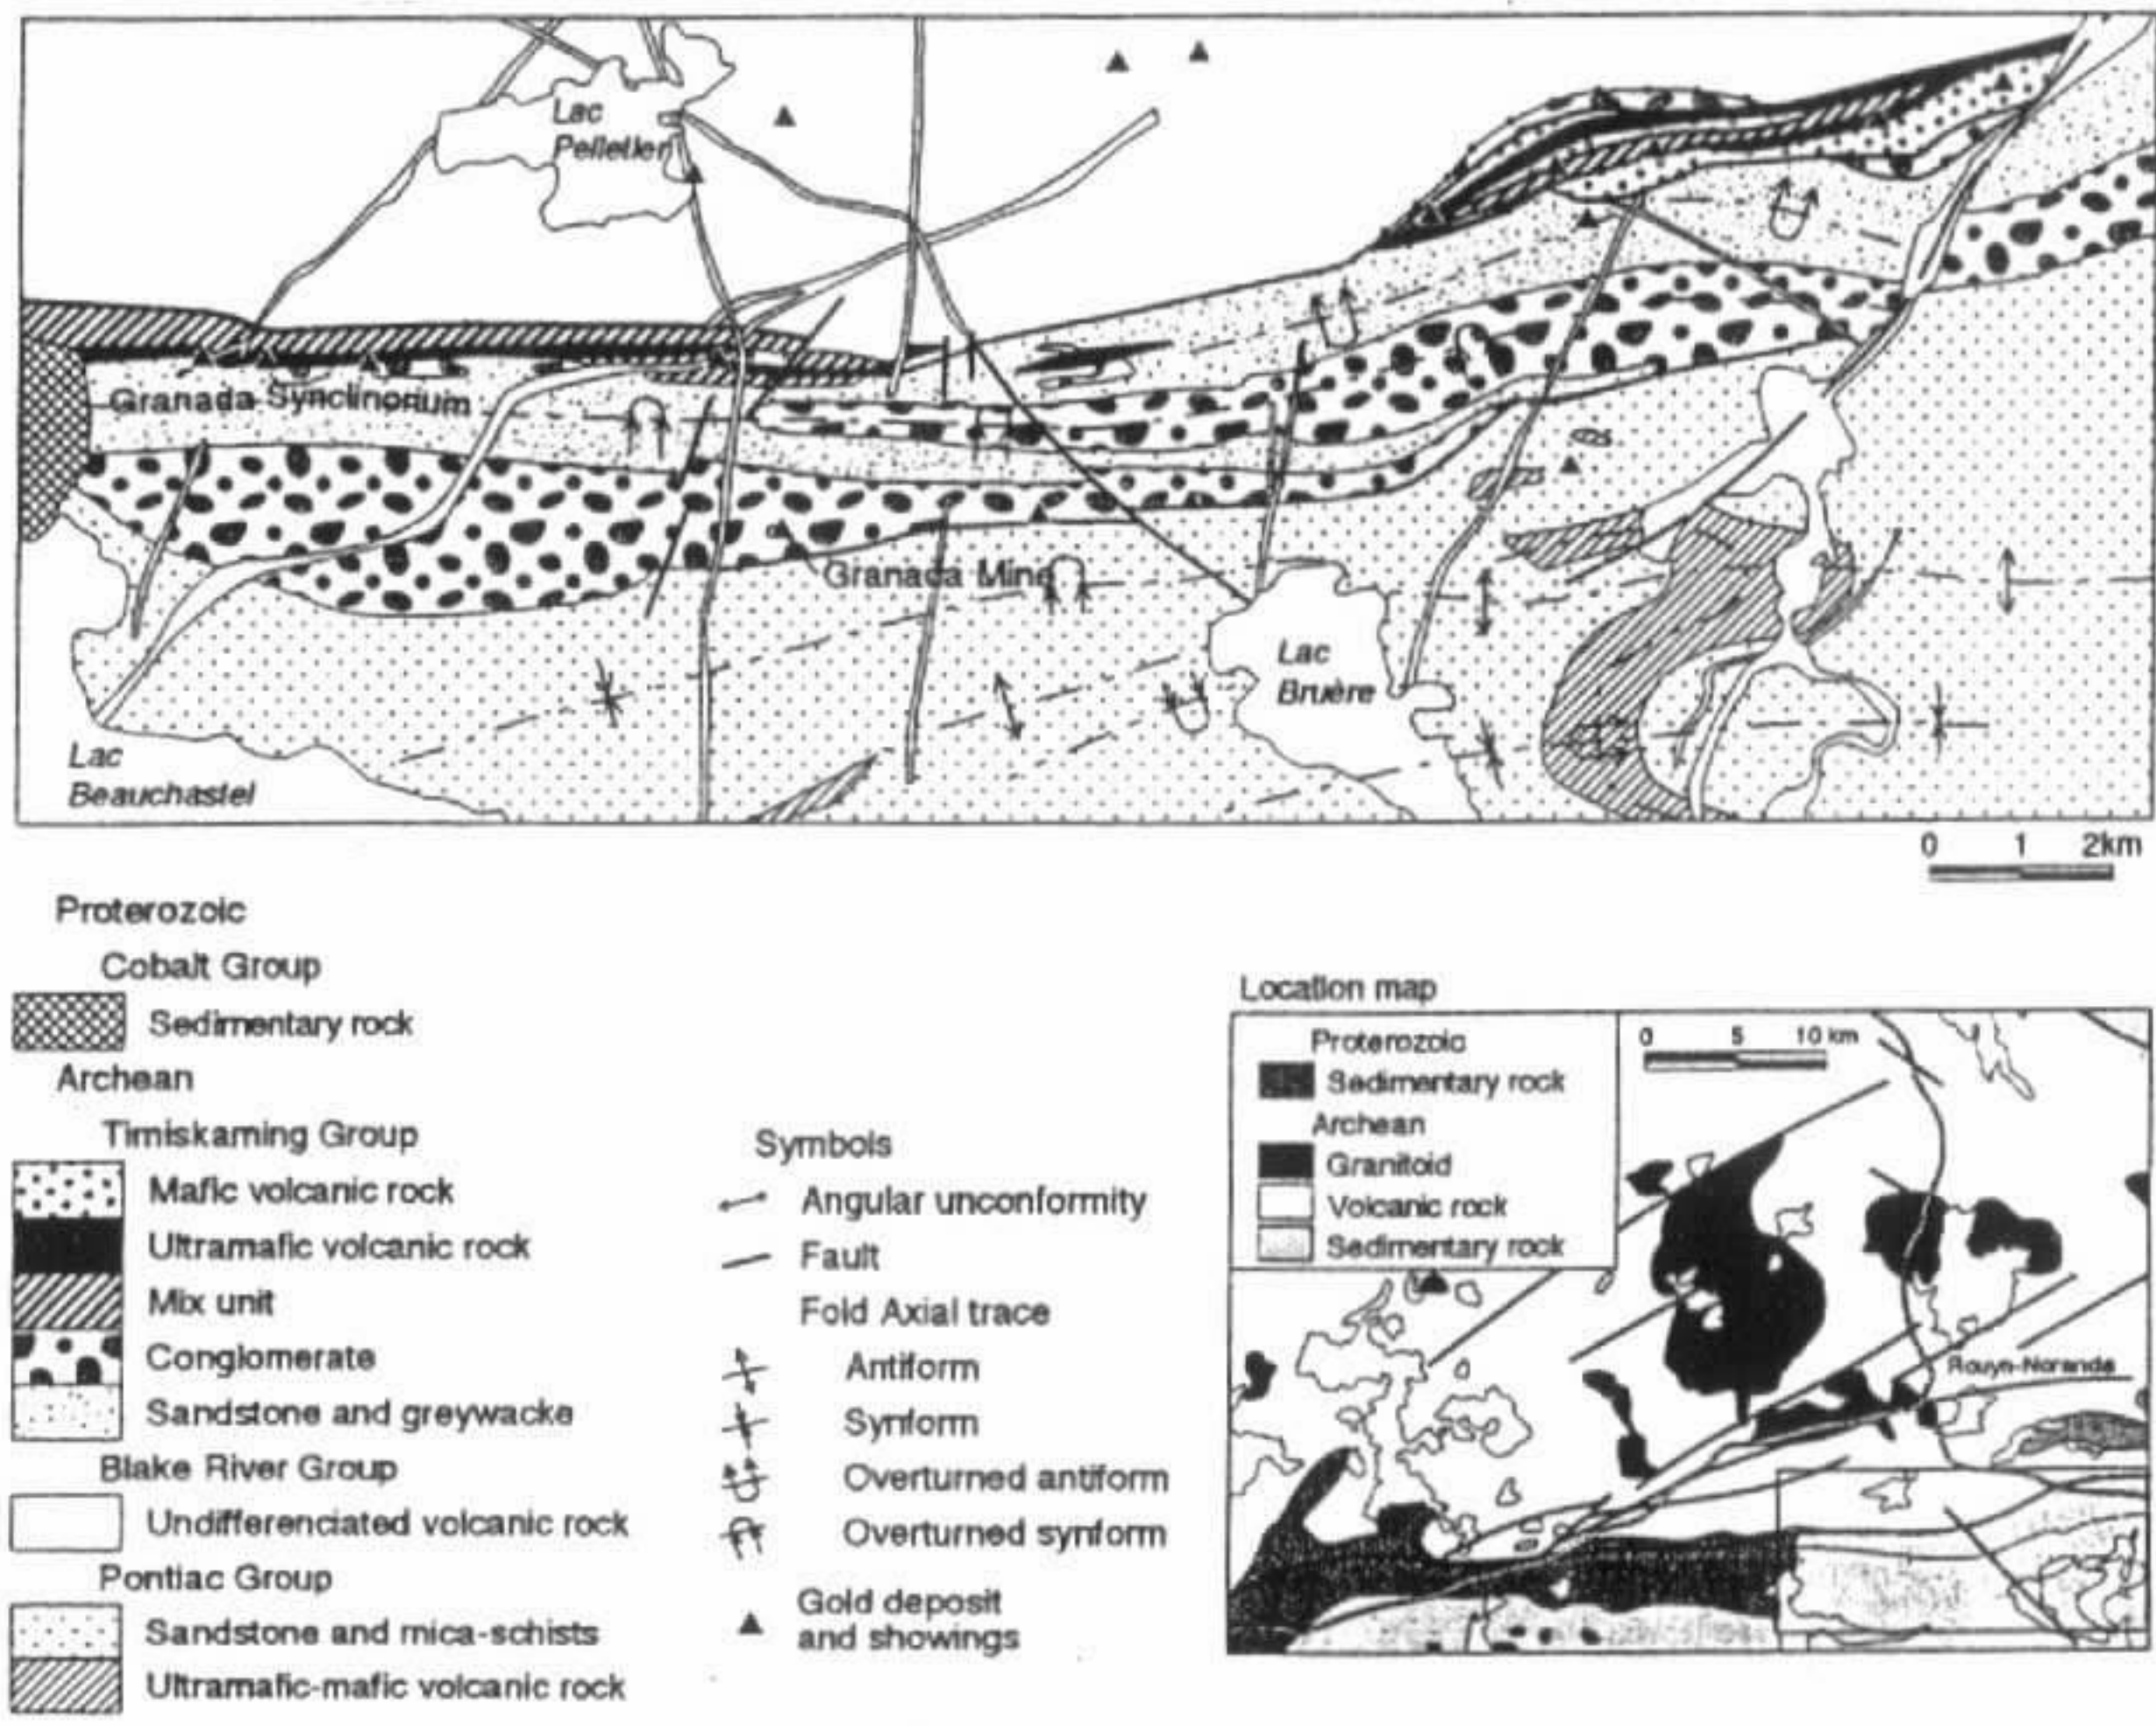 Lac
Pelletier
Granada Synclinorium
Granada Mine
Lac
Bruère
Lac
Beauchastel
0 1 2km
Proterozoic
Cobalt Group
Sedimentary rock
Archean
Timiskaming Group
Mafic volcanic rock
Ultramafic volcanic rock
Mix unit
Conglomerate
Sandstone and greywacke
Blake River Group
Undifferenciated volcanic rock
Pontiac Group
Sandstone and mica-schists
Ultramafic-mafic volcanic rock
Symbols
Angular unconformity
Fault
Fold Axial trace
Antiform
Synform
Overturned antiform
Overturned synform
Gold deposit
and showings
Location map
Proterozoic
Sedimentary rock
Archean
Granitoid
Volcanic rock
Sedimentary rock
0 5 10 km
Rouyn-Noranda